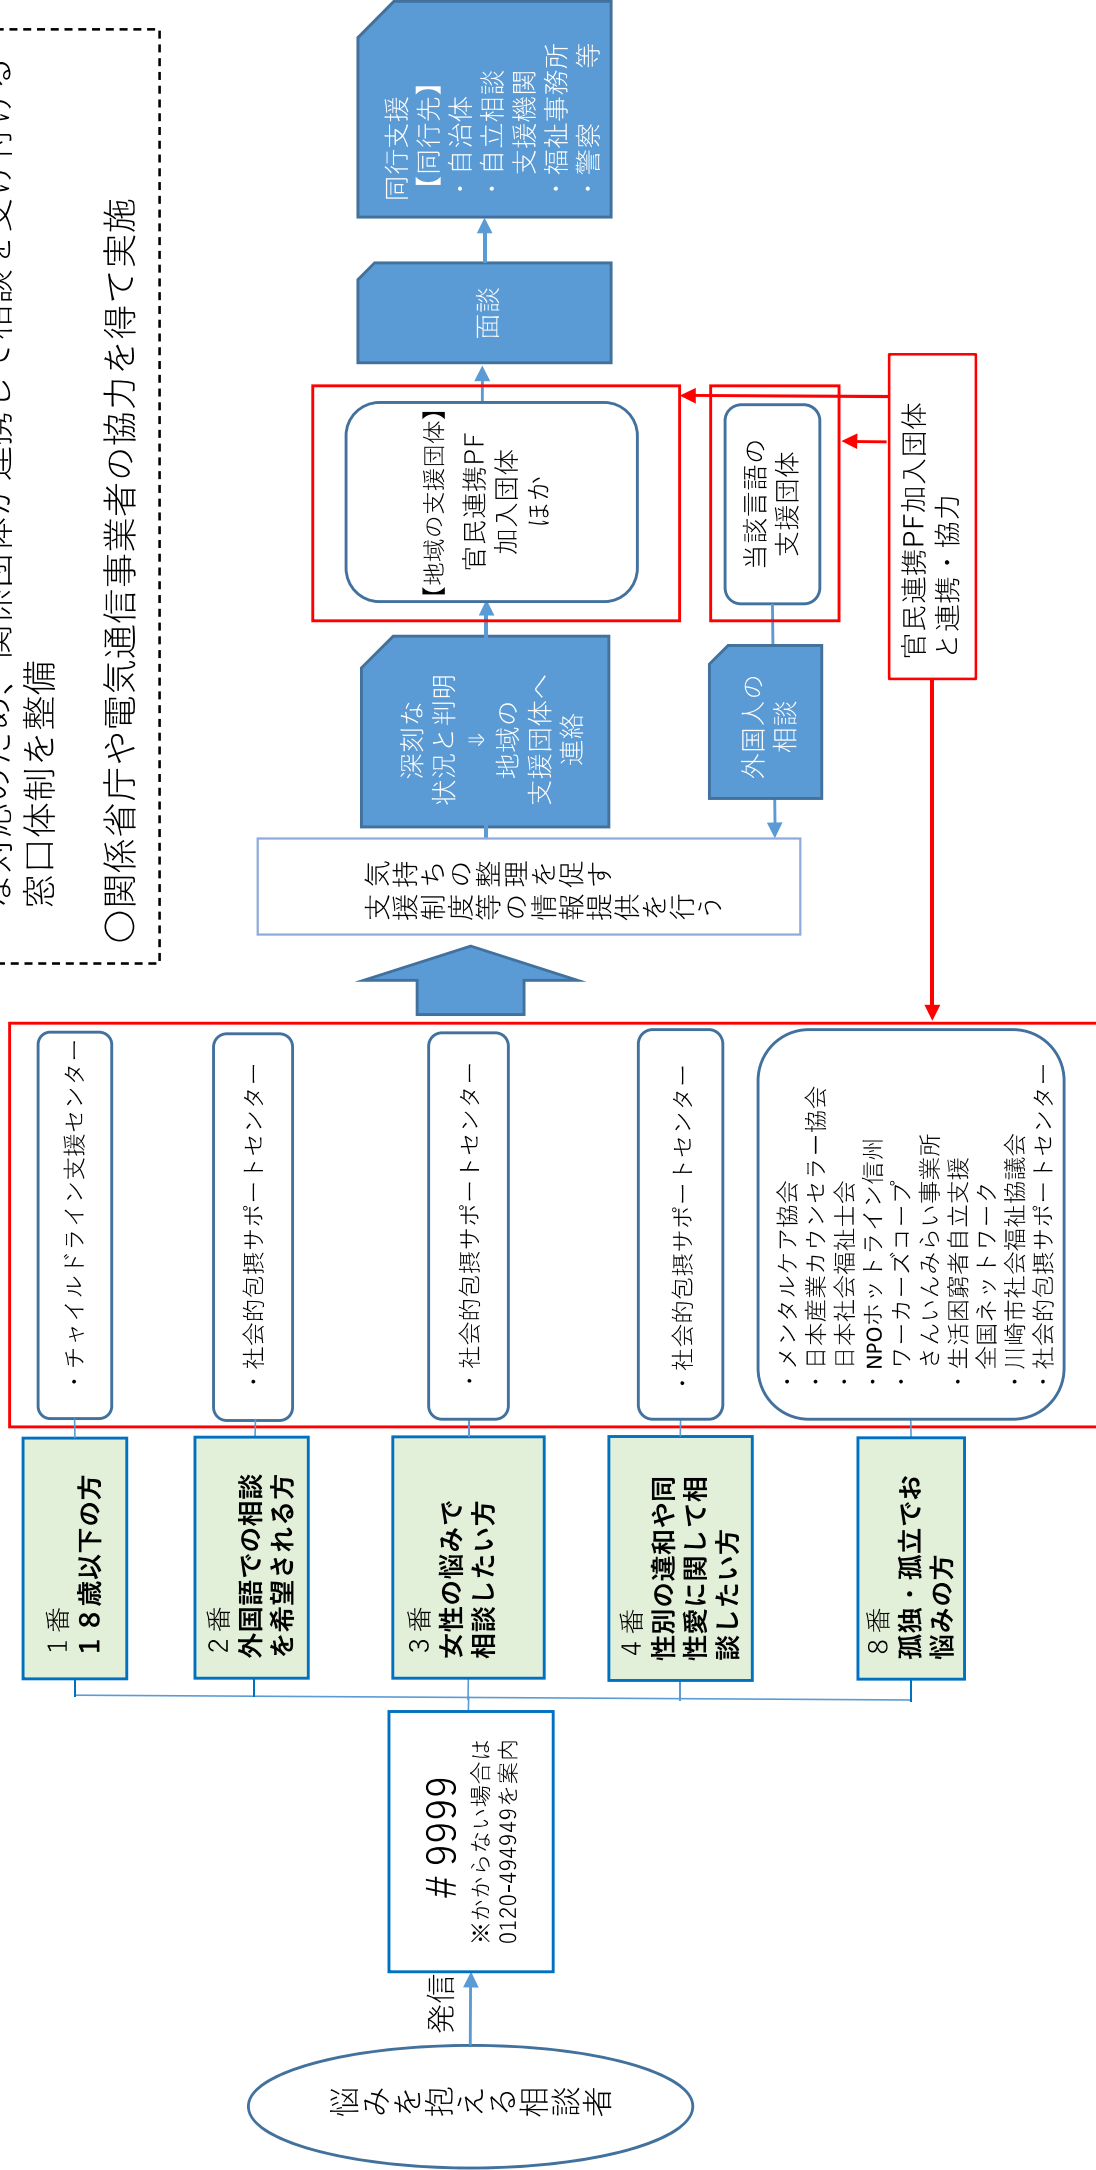 な対応のため、関係団体が連携して相談を受け付ける
窓口体制を整備
〇関係省庁や電気通信事業者の協力を得て実施
悩みを抱える相談者
発信
＃9999
※かからない場合は
0120-494949を案内
１番
１８歳以下の方
・チャイルドライン支援センター
２番
外国語での相談
を希望される方
・社会的包摂サポートセンター
３番
女性の悩みで
相談したい方
・社会的包摂サポートセンター
４番
性別の違和や同
性愛に関して相
談したい方
・社会的包摂サポートセンター
８番
孤独・孤立でお
悩みの方
・メンタルケア協会
・日本産業カウンセラー協会
・日本社会福祉士会
・NPOホットライン信州
・ワーカーズコープ
さんいんみらい事業所
・生活困窮者自立支援
全国ネットワーク
・川崎市社会福祉協議会
・社会的包摂サポートセンター
気持ちの整理を促す
支援制度等の情報提供を行う
深刻な
状況と判明
⇓
地域の
支援団体へ
連絡
【地域の支援団体】
官民連携PF
加入団体
ほか
面談
同行支援
【同行先】
・自治体
・自立相談
支援機関
・福祉事務所
・警察　　等
外国人の
相談
当該言語の
支援団体
官民連携PF加入団体
と連携・協力